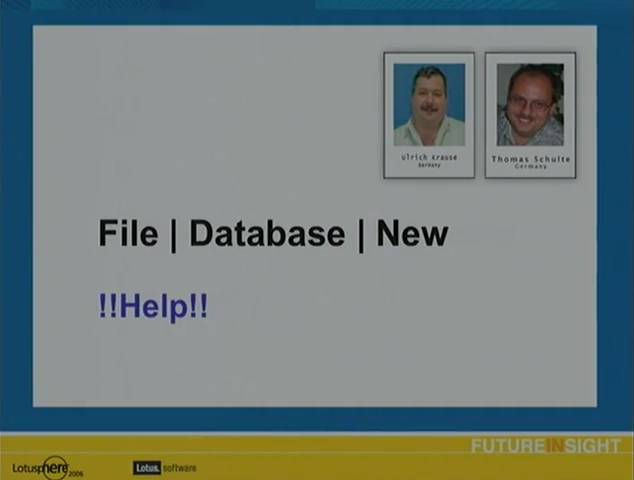 Ulrich Krause
Germany
Thomas Schulte
Germany
File | Database | New
!!Help!!
FUTUREINSIGHT
Lotusphere 2006
Lotus. software